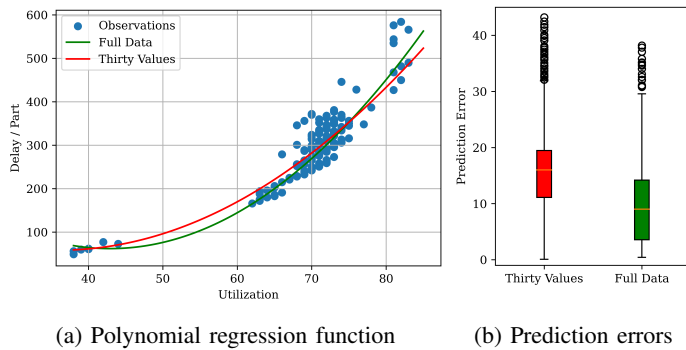 Observations
Full Data
Thirty Values
600
500
400
300
200
100
Delay / Part
40
50
60
70
80
Utilization
(a) Polynomial regression function
40
30
20
10
0
Prediction Error
Thirty Values
Full Data
(b) Prediction errors